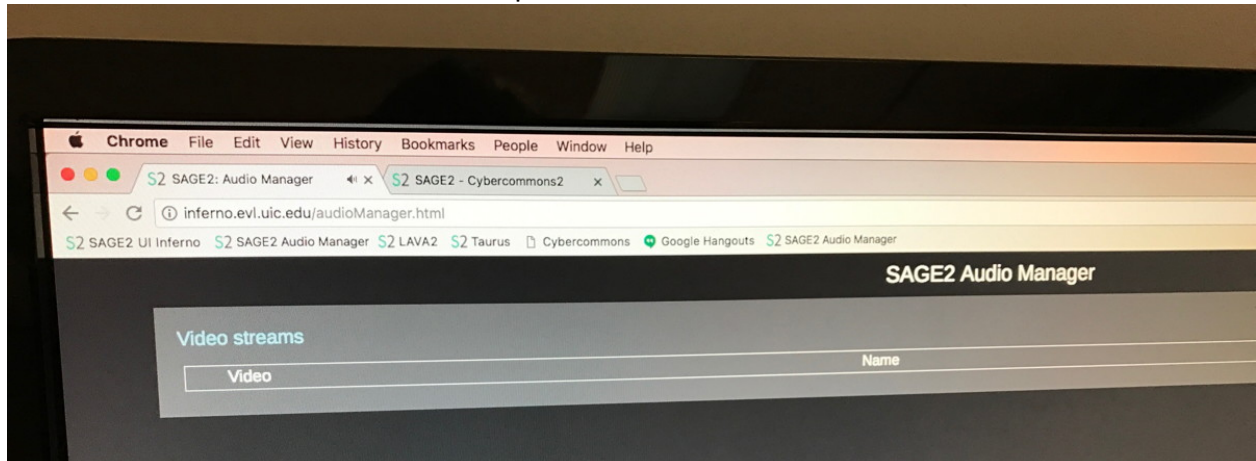 Chrome File Edit View History Bookmarks People Window Help
S2 SAGE2: Audio Manager S2 SAGE2 - Cybercommons2
inferno.evl.uic.edu/audioManager.html
S2 SAGE2 UI Inferno S2 SAGE2 Audio Manager S2 LAVA2 S2 Taurus Cybercommons Google Hangouts S2 SAGE2 Audio Manager
SAGE2 Audio Manager
Video streams
Video Name